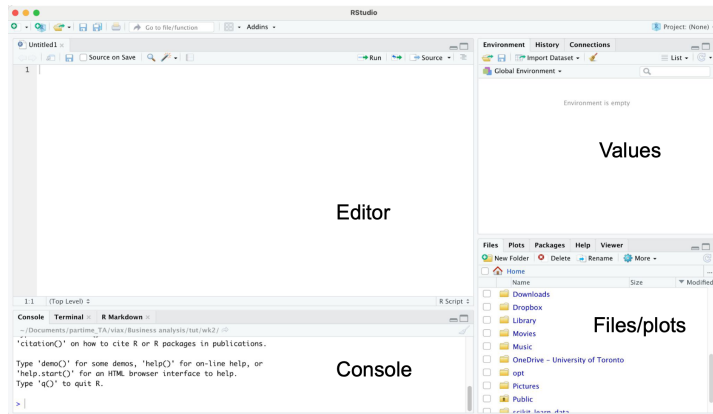 RStudio
Go to file/function
Addins
Project: (None)
Untitled1
Source on Save
Run
Source
1
Editor
1:1 (Top Level) R Script
Console Terminal R Markdown
~/Documents/partime_TA/viax/Business analysis/tut/wk2/
'citation()' on how to cite R or R packages in publications.
Type 'demo()' for some demos, 'help()' for on-line help, or
'help.start()' for an HTML browser interface to help.
Type 'q()' to quit R.
>
Console
Environment History Connections
Import Dataset
List
Global Environment
Environment is empty
Values
Files Plots Packages Help Viewer
New Folder Delete Rename More
Home
...
Name Size Modified
Downloads
Dropbox
Library
Movies
Music
OneDrive - University of Toronto
opt
Pictures
Public
scikit_learn_data
Files/plots